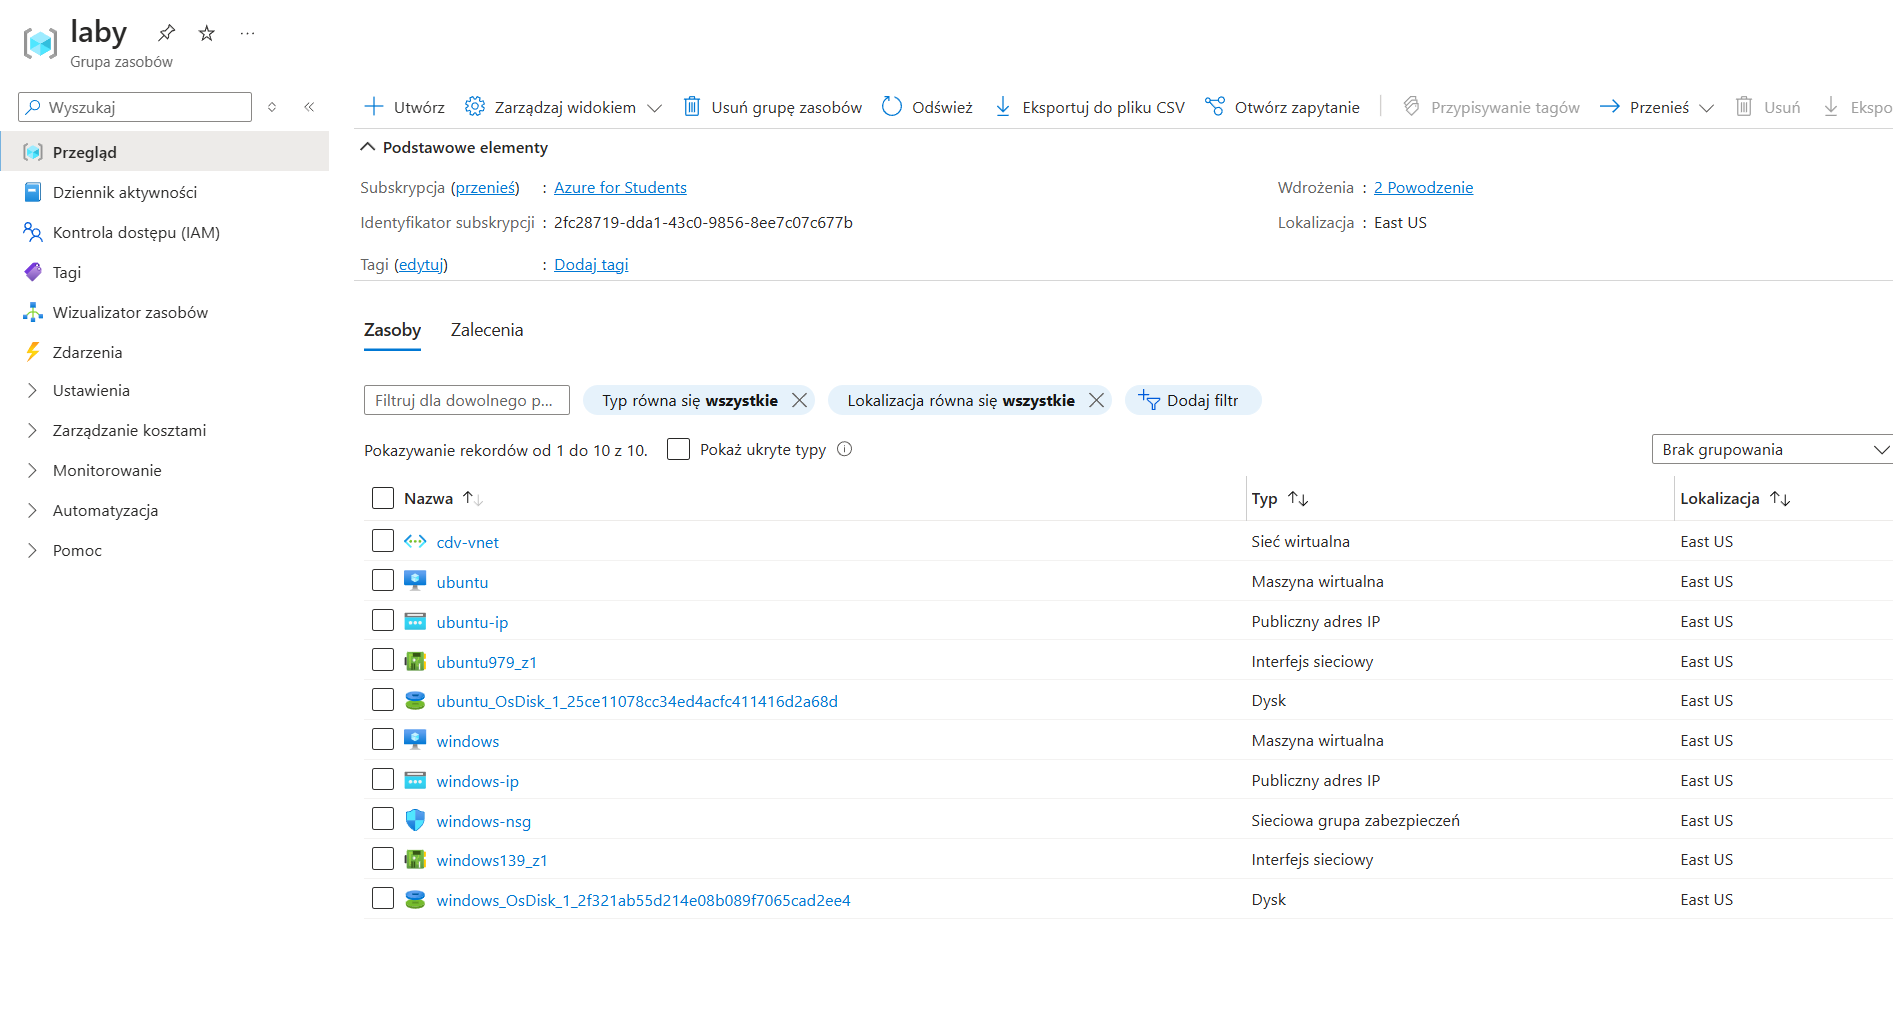 laby
Grupa zasobów
Wyszukaj
Przegląd
Dziennik aktywności
Kontrola dostępu (IAM)
Tagi
Wizualizator zasobów
Zdarzenia
Ustawienia
Zarządzanie kosztami
Monitorowanie
Automatyzacja
Pomoc
Utwórz Zarządzaj widokiem Usuń grupę zasobów Odśwież Eksportuj do pliku CSV Otwórz zapytanie Przypisywanie tagów Przenieś Usuń Ekspo
Podstawowe elementy
Subskrypcja (przenieś) : Azure for Students
Identyfikator subskrypcji : 2fc28719-dda1-43c0-9856-8ee7c07c677b
Tagi (edytuj) : Dodaj tagi
Wdrożenia : 2 Powodzenie
Lokalizacja : East US
Zasoby Zalecenia
Filtruj dla dowolnego p... Typ równa się wszystkie Lokalizacja równa się wszystkie Dodaj filtr
Pokazywanie rekordów od 1 do 10 z 10. Pokaż ukryte typy Brak grupowania
Nazwa Typ Lokalizacja
cdv-vnet Sieć wirtualna East US
ubuntu Maszyna wirtualna East US
ubuntu-ip Publiczny adres IP East US
ubuntu979_z1 Interfejs sieciowy East US
ubuntu_OsDisk_1_25ce11078cc34ed4acfc411416d2a68d Dysk East US
windows Maszyna wirtualna East US
windows-ip Publiczny adres IP East US
windows-nsg Sieciowa grupa zabezpieczeń East US
windows139_z1 Interfejs sieciowy East US
windows_OsDisk_1_2f321ab55d214e08b089f7065cad2ee4 Dysk East US